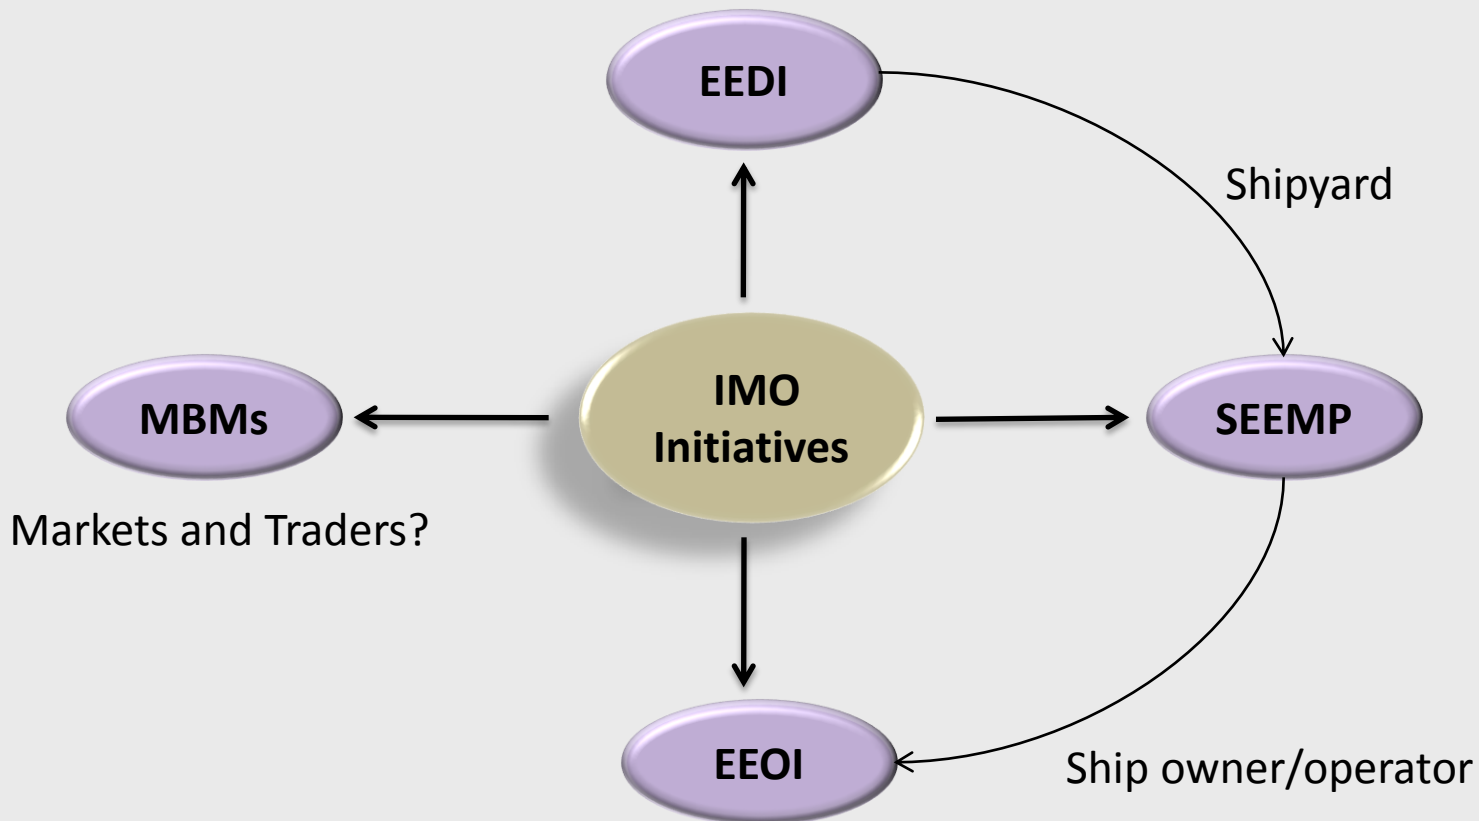 EEDI
Shipyard
IMO
Initiatives
MBMs
SEEMP
Markets and Traders?
EEOI
Ship owner/operator